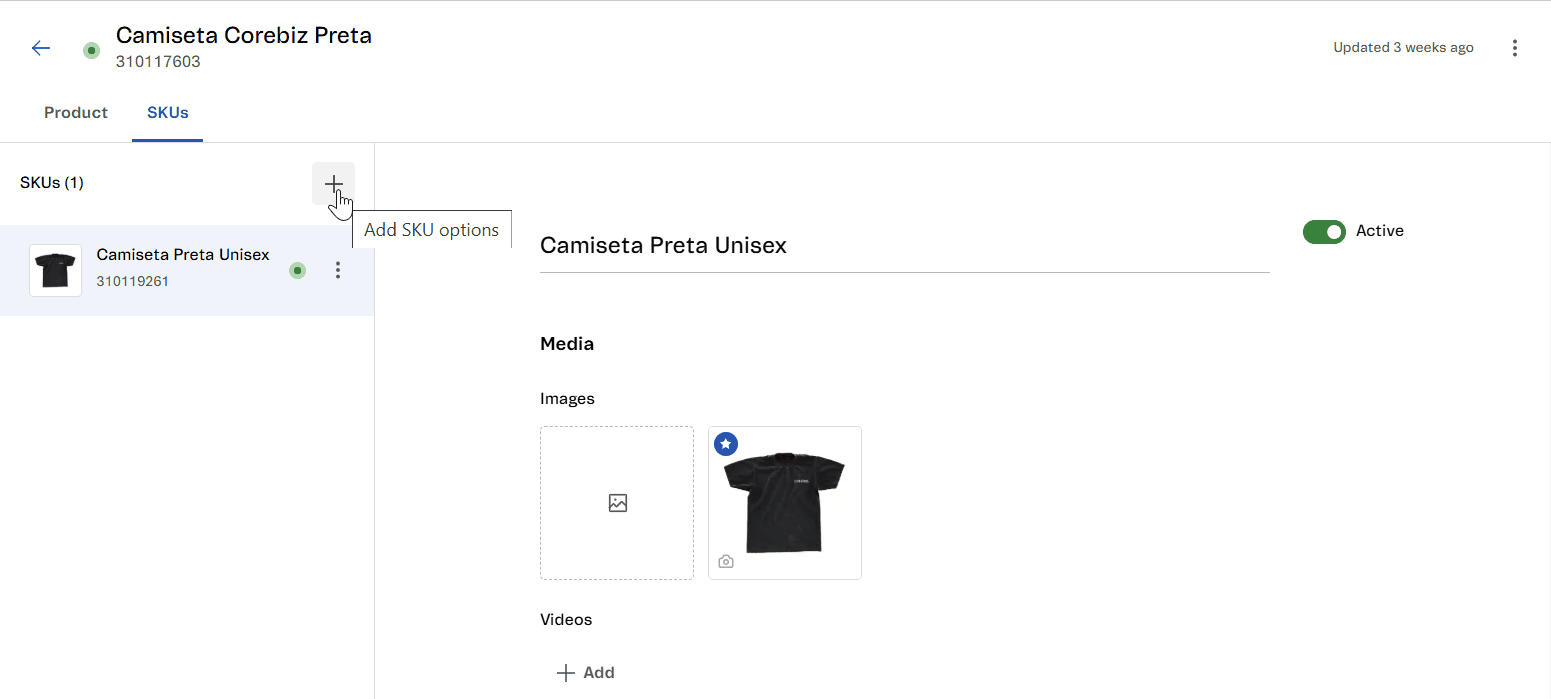 Camiseta Corebiz Preta
310117603
Updated 3 weeks ago
Product
SKUs
SKUs (1)
Add SKU options
Camiseta Preta Unisex
310119261
Camiseta Preta Unisex
Active
Media
Images
Videos
Add